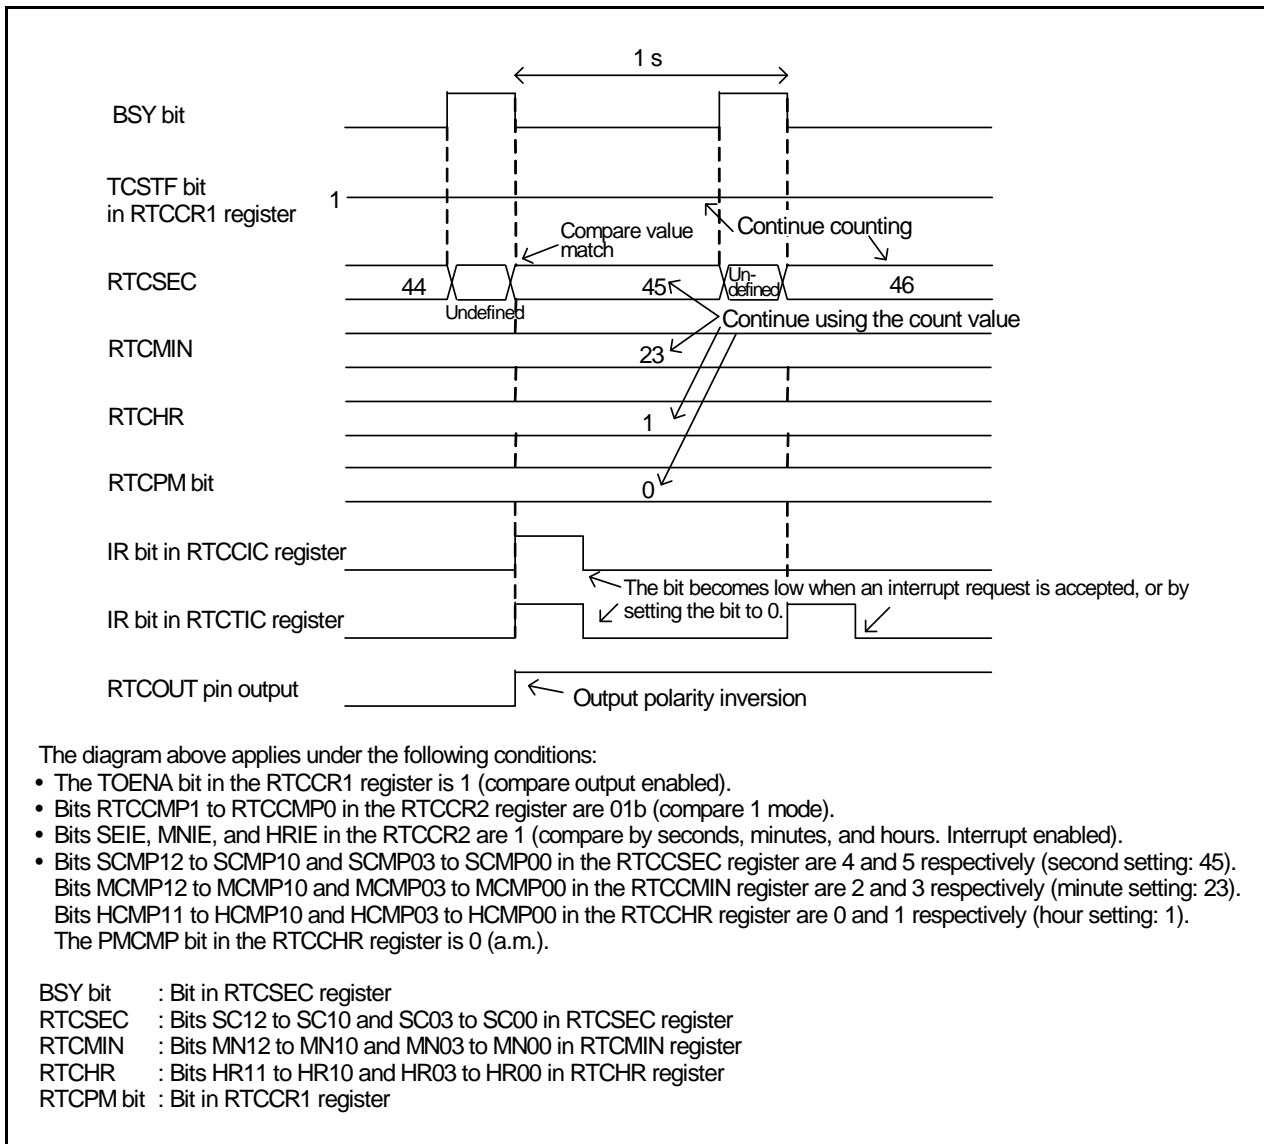 1 s
BSY bit
TCSTF bit
in RTCCR1 register
1
Continue counting
Compare value
match
RTCSEC
44
Undefined
45
Un-
defined
46
Continue using the count value
RTCMIN
23
RTCHR
1
RTCPM bit
0
IR bit in RTCCIC register
The bit becomes low when an interrupt request is accepted, or by
setting the bit to 0.
IR bit in RTCTIC register
RTCOUT pin output
Output polarity inversion
The diagram above applies under the following conditions:
• The TOENA bit in the RTCCR1 register is 1 (compare output enabled).
• Bits RTCCMP1 to RTCCMP0 in the RTCCR2 register are 01b (compare 1 mode).
• Bits SEIE, MNIE, and HRIE in the RTCCR2 are 1 (compare by seconds, minutes, and hours. Interrupt enabled).
• Bits SCMP12 to SCMP10 and SCMP03 to SCMP00 in the RTCCSEC register are 4 and 5 respectively (second setting: 45).
Bits MCMP12 to MCMP10 and MCMP03 to MCMP00 in the RTCCMIN register are 2 and 3 respectively (minute setting: 23).
Bits HCMP11 to HCMP10 and HCMP03 to HCMP00 in the RTCCHR register are 0 and 1 respectively (hour setting: 1).
The PMCMP bit in the RTCCHR register is 0 (a.m.).
BSY bit : Bit in RTCSEC register
RTCSEC : Bits SC12 to SC10 and SC03 to SC00 in RTCSEC register
RTCMIN : Bits MN12 to MN10 and MN03 to MN00 in RTCMIN register
RTCHR : Bits HR11 to HR10 and HR03 to HR00 in RTCHR register
RTCPM bit : Bit in RTCCR1 register